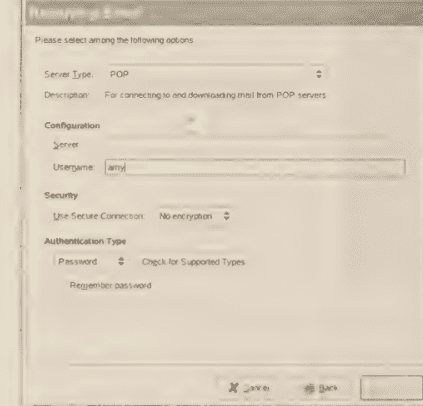 Receiving Email
Please select among the following options
Server Type: POP
Description: For connecting to and downloading mail from POP servers.
Configuration
Server
Username: amy
Security
Use Secure Connection: No encryption
Authentication Type
Password Check for Supported Types
Remember password
Cancel Back